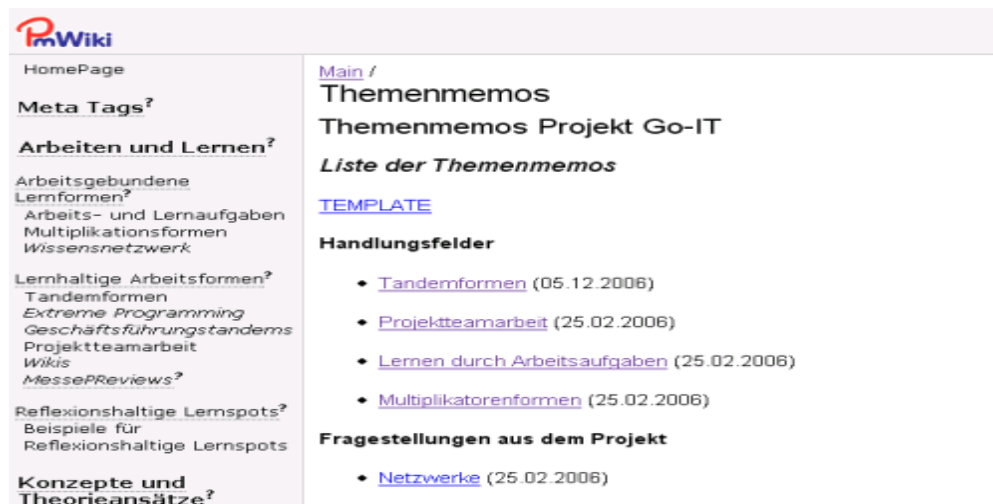 PmWiki
HomePage
Meta Tags?
Arbeiten und Lernen?
Arbeitsgebundene
Lernformen?
Arbeits- und Lernaufgaben
Multiplikationsformen
Wissensnetzwerk
Lernhaltige Arbeitsformen?
Tandemformen
Extreme Programming
Geschäftsführungstandems
Projektteamarbeit
Wikis
MessePReviews?
Reflexionshaltige Lernspots?
Beispiele für
Reflexionshaltige Lernspots
Konzepte und
Theorieansätze?
Main /
Themenmemos
Themenmemos Projekt Go-IT
Liste der Themenmemos
TEMPLATE
Handlungsfelder
• Tandemformen (05.12.2006)
• Projektteamarbeit (25.02.2006)
• Lernen durch Arbeitsaufgaben (25.02.2006)
• Multiplikatorenformen (25.02.2006)
Fragestellungen aus dem Projekt
• Netzwerke (25.02.2006)